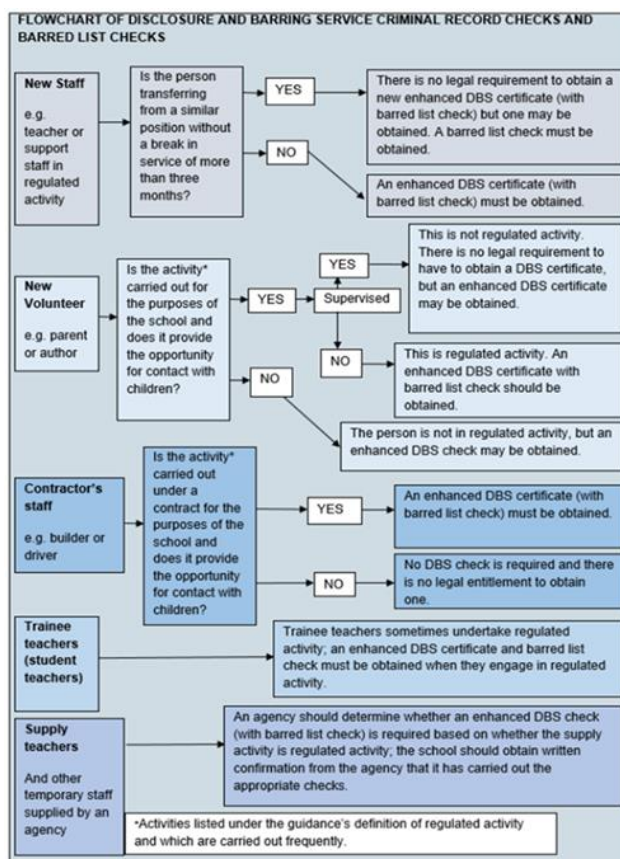 FLOWCHART OF DISCLOSURE AND BARRING SERVICE CRIMINAL RECORD CHECKS AND
BARRED LIST CHECKS
New Staff
e.g.
teacher or
support
staff in
regulated
activity
Is the person
transferring
from a similar
position without
a break in
service of more
than three
months?
YES
There is no legal requirement to obtain a
new enhanced DBS certificate (with
barred list check) but one may be
obtained. A barred list check must be
obtained.
NO
An enhanced DBS certificate (with
barred list check) must be obtained.
New
Volunteer
e.g. parent
or author
Is the activity*
carried out for
the purposes of
the school and
does it provide
the opportunity
for contact with
children?
YES
Supervised
YES
This is not regulated activity.
There is no legal requirement to
have to obtain a DBS certificate,
but an enhanced DBS certificate
may be obtained.
NO
This is regulated activity. An
enhanced DBS certificate with
barred list check should be
obtained.
NO
The person is not in regulated activity, but an
enhanced DBS check may be obtained.
Contractor's
staff
e.g. builder or
driver
Is the activity*
carried out
under a
contract for the
purposes of the
school and
does it provide
the opportunity
for contact with
children?
YES
An enhanced DBS certificate (with
barred list check) must be obtained.
NO
No DBS check is required and there
is no legal entitlement to obtain
one.
Trainee
teachers
(student
teachers)
Trainee teachers sometimes undertake regulated
activity; an enhanced DBS certificate and barred list
check must be obtained when they engage in regulated
activity.
Supply
teachers
And other
temporary staff
supplied by an
agency
An agency should determine whether an enhanced DBS check
(with barred list check) is required based on whether the supply
activity is regulated activity; the school should obtain written
confirmation from the agency that it has carried out the
appropriate checks.
*Activities listed under the guidance's definition of regulated activity
and which are carried out frequently.